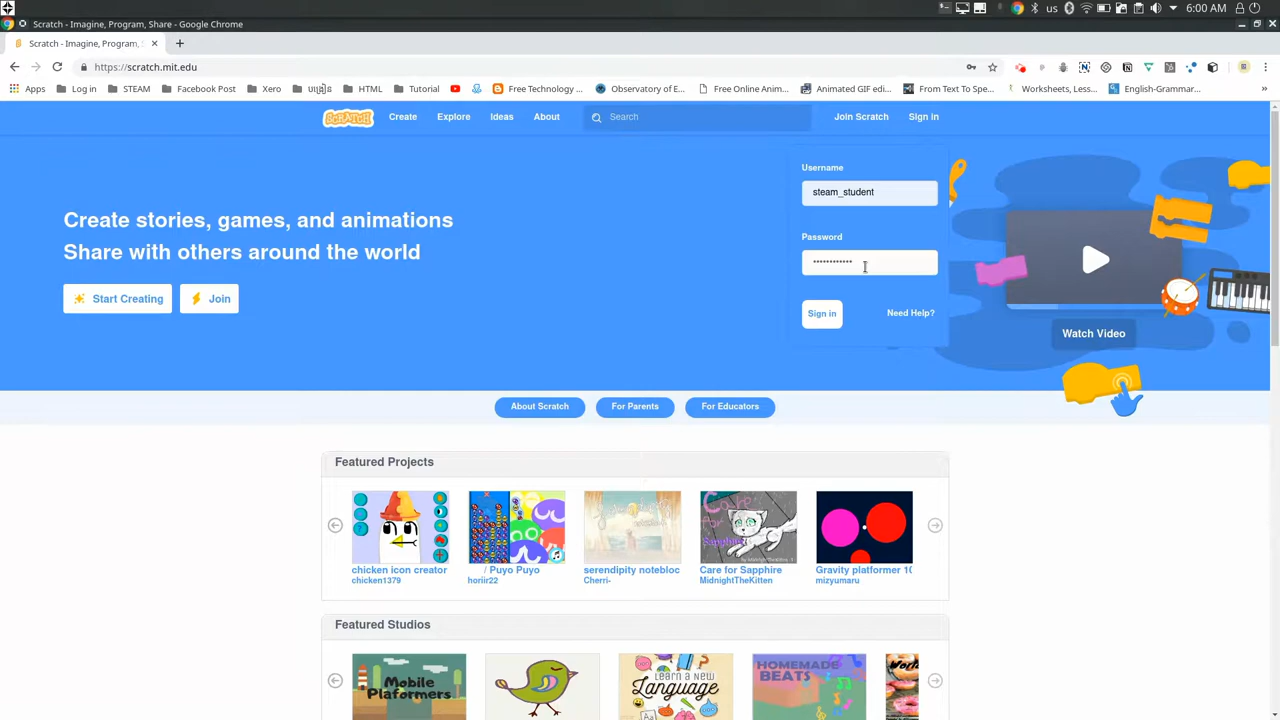 us 6:00 AM
Scratch - Imagine, Program, Share - Google Chrome
Scratch - Imagine, Program,
https://scratch.mit.edu
Apps Log in STEAM Facebook Post Xero HTML Tutorial Free Technology ... Observatory of E... Free Online Anim... Animated GIF edi... From Text To Spe... Worksheets, Less... English-Grammar... »
SCRATCH Create Explore Ideas About Search Join Scratch Sign in
Username
steam_student
Password
************
Sign in Need Help?
Create stories, games, and animations
Share with others around the world
Start Creating Join
Watch Video
About Scratch For Parents For Educators
Featured Projects
chicken icon creator
chicken1379
/ Puyo Puyo
horiir22
serendipity notebloc
Cherri-
Care for Sapphire
MidnightTheKitten
Gravity platformer 10
mizyumaru
Featured Studios
Mobile
Plaformers
LEARN A NEW
Language
HOMEMADE
BEATS